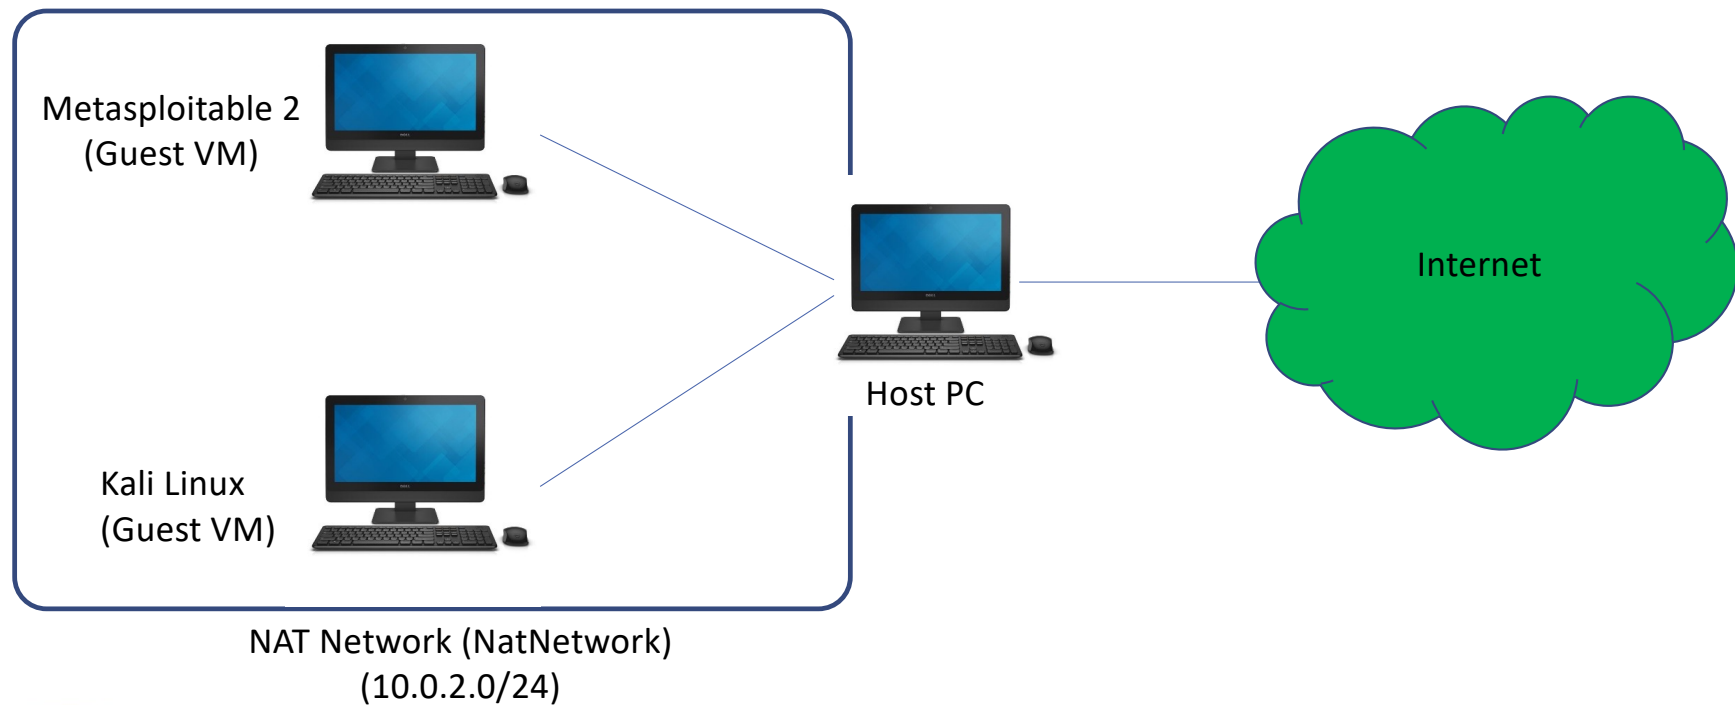 Metasploitable 2
(Guest VM)
Internet
Host PC
Kali Linux
(Guest VM)
NAT Network (NatNetwork)
(10.0.2.0/24)